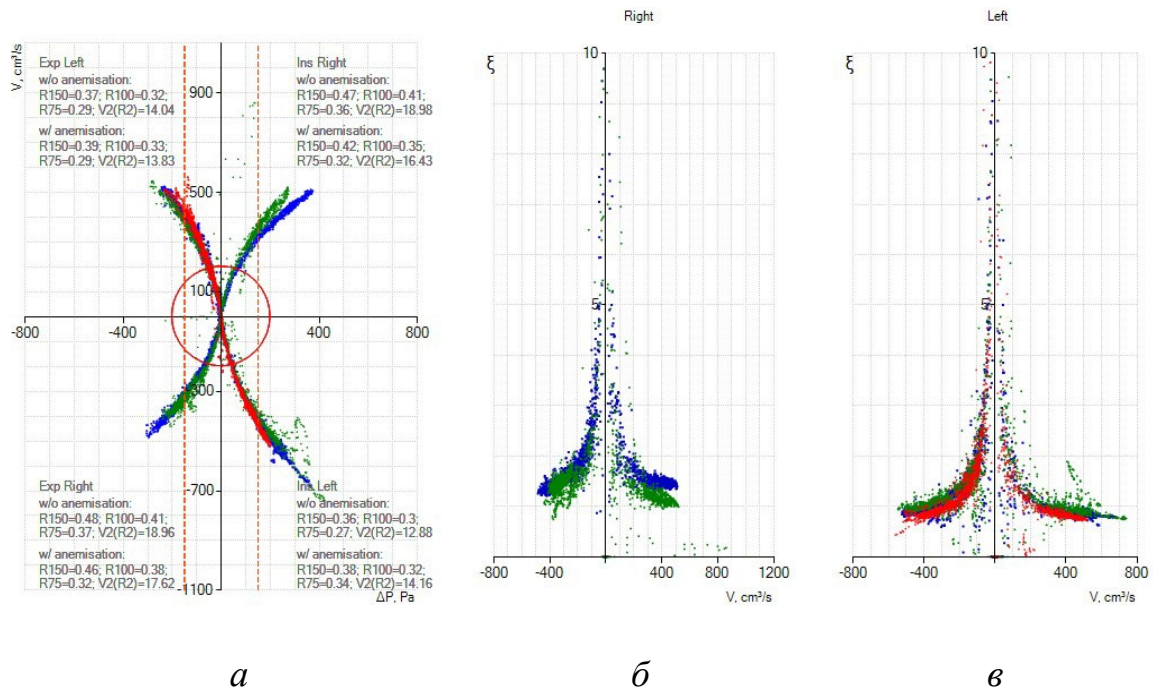 V, cm³/s
Exp Left
w/o anemisation:
R150=0.37; R100=0.32;
R75=0.29; V2(R2)=14.04
w/ anemisation:
R150=0.39; R100=0.33;
R75=0.29; V2(R2)=13.83
Ins Right
w/o anemisation:
R150=0.47; R100=0.41;
R75=0.36; V2(R2)=18.98
w/ anemisation:
R150=0.42; R100=0.35;
R75=0.32; V2(R2)=16.43
900
500
100
-800
-400
400
800
-300
-700
-1100
Exp Right
w/o anemisation:
R150=0.48; R100=0.41;
R75=0.37; V2(R2)=18.96
w/ anemisation:
R150=0.46; R100=0.38;
R75=0.32; V2(R2)=17.62
Ins Left
w/o anemisation:
R150=0.36; R100=0.3;
R75=0.27; V2(R2)=12.88
w/ anemisation:
R150=0.38; R100=0.32;
R75=0.34; V2(R2)=14.16
ΔP, Pa
а
Right
ξ
10
5
-800
-400
0
400
800
1200
V, cm³/s
б
Left
ξ
10
5
-800
-400
0
400
800
V, cm³/s
в